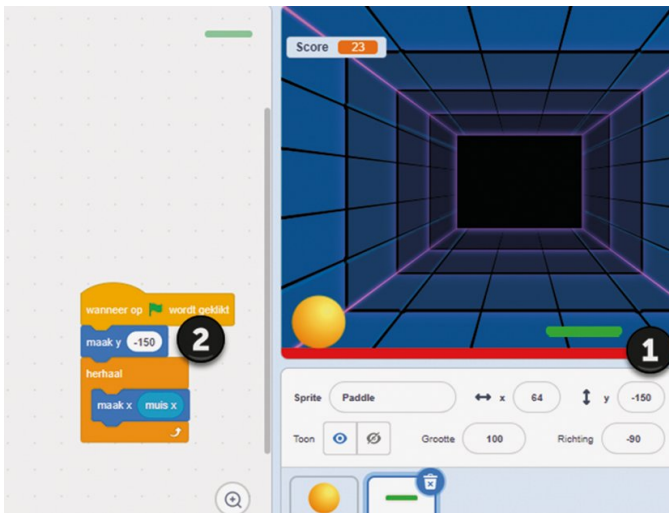 Score 23
wanneer op wordt geklikt
maak y -150
2
herhaal
maak x muis x
1
Sprite Paddle x 64 y -150
Toon Grootte 100 Richting -90